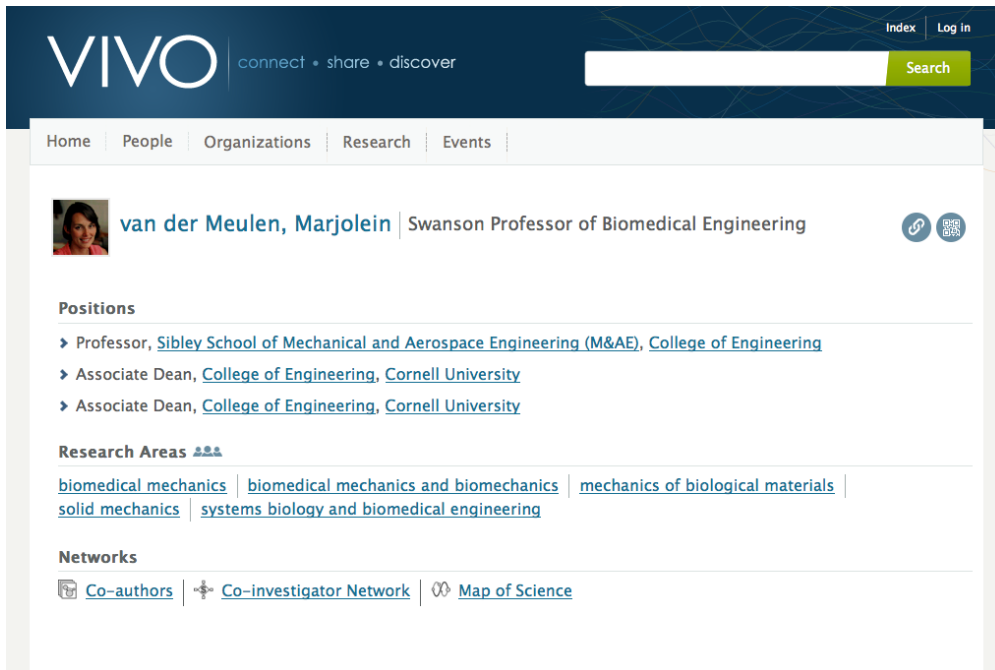 Index Log in
VIVO connect • share • discover
Search
Home People Organizations Research Events
van der Meulen, Marjolein Swanson Professor of Biomedical Engineering
Positions
Professor, Sibley School of Mechanical and Aerospace Engineering (M&AE), College of Engineering
Associate Dean, College of Engineering, Cornell University
Associate Dean, College of Engineering, Cornell University
Research Areas
biomedical mechanics biomedical mechanics and biomechanics mechanics of biological materials
solid mechanics systems biology and biomedical engineering
Networks
Co-authors Co-investigator Network Map of Science